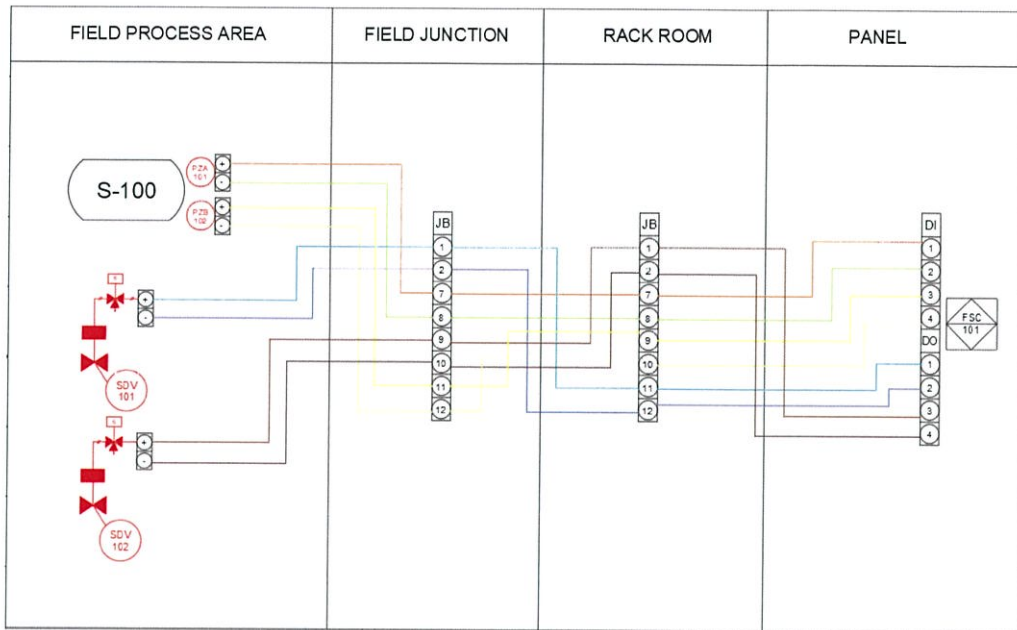 FIELD PROCESS AREA
FIELD JUNCTION
RACK ROOM
PANEL
S-100
PZA
101
+
-
PZB
102
+
-
+
-
SDV
101
+
-
SDV
102
JB
1
2
7
8
9
10
11
12
JB
1
2
7
8
9
10
11
12
DI
1
2
3
4
DO
1
2
3
4
FSC
101